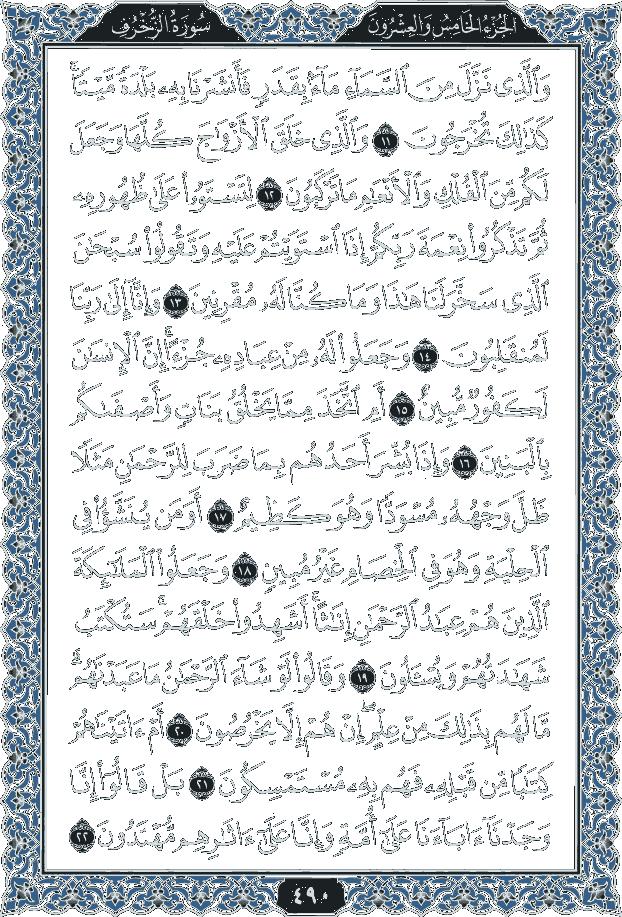 الجزء الخامس والعشرون
سورة الزخرف
وَٱلَّذِى نَزَّلَ مِنَ ٱلسَّمَآءِ مَآءًۢ بِقَدَرٍ فَأَنشَرْنَا بِهِۦ بَلْدَةً مَّيْتًا ۚ
كَذَٰلِكَ تُخْرَجُونَ ١١ وَٱلَّذِى خَلَقَ ٱلْأَزْوَٰجَ كُلَّهَا وَجَعَلَ
لَكُم مِّنَ ٱلْفُلْكِ وَٱلْأَنْعَٰمِ مَا تَرْكَبُونَ ١٢ لِتَسْتَوُۥا۟ عَلَىٰ ظُهُورِهِۦ
ثُمَّ تَذْكُرُوا۟ نِعْمَةَ رَبِّكُمْ إِذَا ٱسْتَوَيْتُمْ عَلَيْهِ وَتَقُولُوا۟ سُبْحَٰنَ
ٱلَّذِى سَخَّرَ لَنَا هَٰذَا وَمَا كُنَّا لَهُۥ مُقْرِنِينَ ١٣ وَإِنَّآ إِلَىٰ رَبِّنَا
لَمُنقَلِبُونَ ١٤ وَجَعَلُوا۟ لَهُۥ مِنْ عِبَادِهِۦ جُزْءًا ۚ إِنَّ ٱلْإِنسَٰنَ
لَكَفُورٌ مُّبِينٌ ١٥ أَمِ ٱتَّخَذَ مِمَّا يَخْلُقُ بَنَاتٍ وَأَصْفَىٰكُم
بِٱلْبَنِينَ ١٦ وَإِذَا بُشِّرَ أَحَدُهُم بِمَا ضَرَبَ لِلرَّحْمَٰنِ مَثَلًا
ظَلَّ وَجْهُهُۥ مُسْوَدًّا وَهُوَ كَظِيمٌ ١٧ أَوَمَن يُنَشَّؤُا۟ فِى
ٱلْحِلْيَةِ وَهُوَ فِى ٱلْخِصَامِ غَيْرُ مُبِينٍ ١٨ وَجَعَلُوا۟ ٱلْمَلَٰٓئِكَةَ
ٱلَّذِينَ هُمْ عِبَٰدُ ٱلرَّحْمَٰنِ إِنَٰثًا ۚ أَشَهِدُوا۟ خَلْقَهُمْ ۚ سَتُكْتَبُ
شَهَٰدَتُهُمْ وَيُسْـَٔلُونَ ١٩ وَقَالُوا۟ لَوْ شَآءَ ٱلرَّحْمَٰنُ مَا عَبَدْنَٰهُم ۗ
مَّا لَهُم بِذَٰلِكَ مِنْ عِلْمٍ ۖ إِنْ هُمْ إِلَّا يَخْرُصُونَ ٢٠ أَمْ ءَاتَيْنَٰهُمْ
كِتَٰبًا مِّن قَبْلِهِۦ فَهُم بِهِۦ مُسْتَمْسِكُونَ ٢١ بَلْ قَالُوٓا۟ إِنَّا
وَجَدْنَآ ءَابَآءَنَا عَلَىٰٓ أُمَّةٍ وَإِنَّا عَلَىٰٓ ءَاثَٰرِهِم مُّهْتَدُونَ ٢٢
٤٩٠